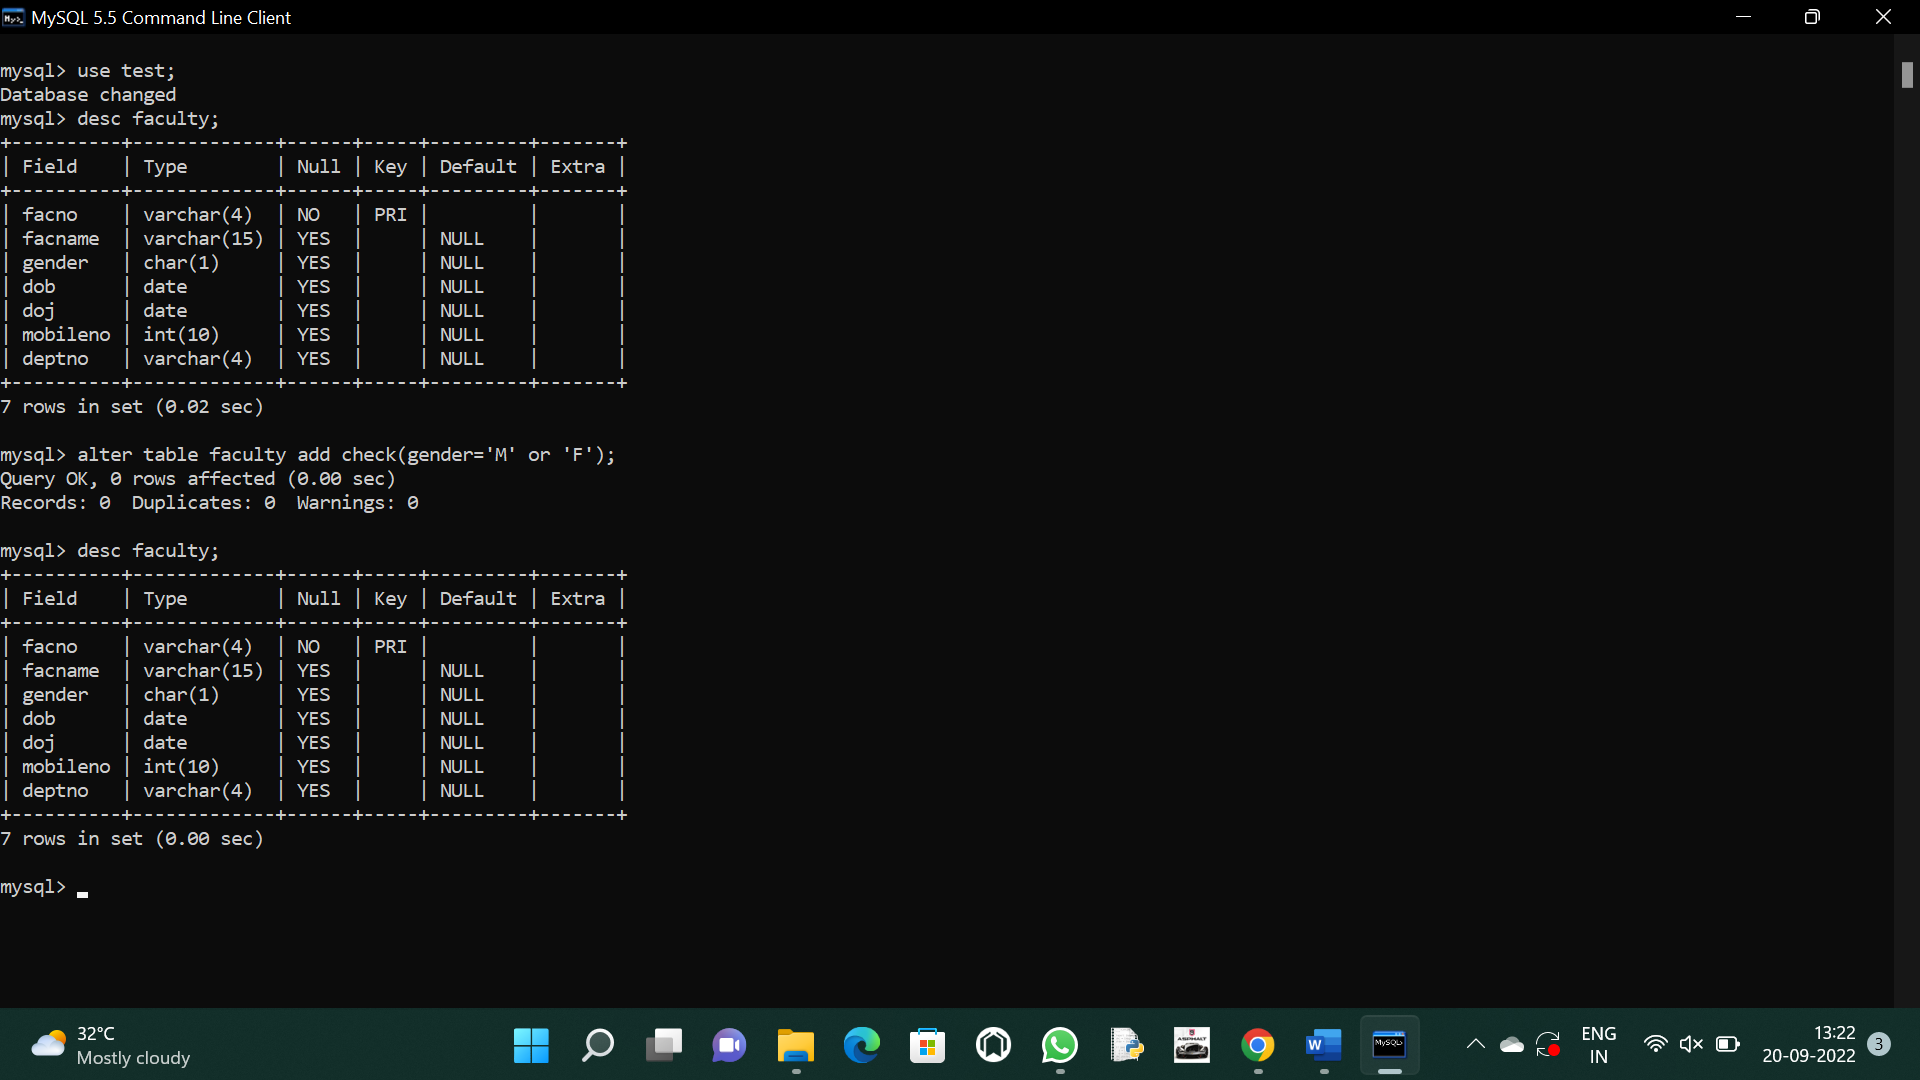 MySQL 5.5 Command Line Client
mysql> use test;
Database changed
mysql> desc faculty;
+----------+-------------+------+-----+---------+-------+
| Field    | Type        | Null | Key | Default | Extra |
+----------+-------------+------+-----+---------+-------+
| facno    | varchar(4)  | NO   | PRI |         |       |
| facname  | varchar(15) | YES  |     | NULL    |       |
| gender   | char(1)     | YES  |     | NULL    |       |
| dob      | date        | YES  |     | NULL    |       |
| doj      | date        | YES  |     | NULL    |       |
| mobileno | int(10)     | YES  |     | NULL    |       |
| deptno   | varchar(4)  | YES  |     | NULL    |       |
+----------+-------------+------+-----+---------+-------+
7 rows in set (0.02 sec)
mysql> alter table faculty add check(gender='M' or 'F');
Query OK, 0 rows affected (0.00 sec)
Records: 0  Duplicates: 0  Warnings: 0
mysql> desc faculty;
+----------+-------------+------+-----+---------+-------+
| Field    | Type        | Null | Key | Default | Extra |
+----------+-------------+------+-----+---------+-------+
| facno    | varchar(4)  | NO   | PRI |         |       |
| facname  | varchar(15) | YES  |     | NULL    |       |
| gender   | char(1)     | YES  |     | NULL    |       |
| dob      | date        | YES  |     | NULL    |       |
| doj      | date        | YES  |     | NULL    |       |
| mobileno | int(10)     | YES  |     | NULL    |       |
| deptno   | varchar(4)  | YES  |     | NULL    |       |
+----------+-------------+------+-----+---------+-------+
7 rows in set (0.00 sec)
mysql> _
32°C
Mostly cloudy
ASPHALT
W
MySQL>
ENG
IN
13:22
20-09-2022
3